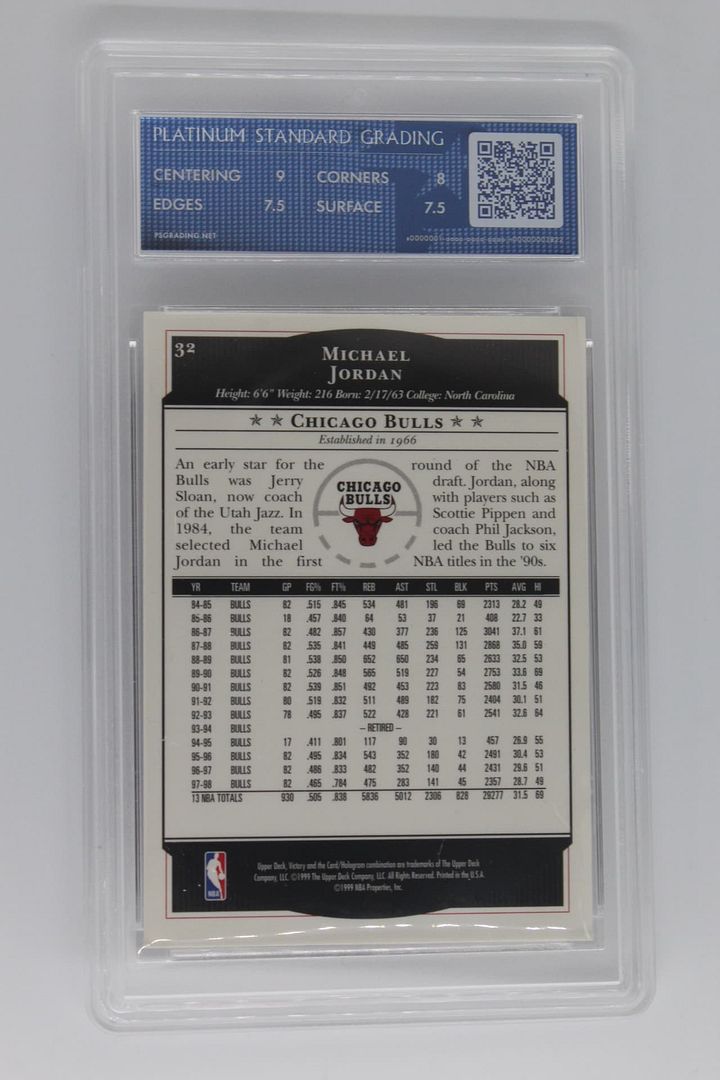 PLATINUM STANDARD GRADING
CENTERING 9 CORNERS 8
EDGES 7.5 SURFACE 7.5
PSGRADING.NET
32
MICHAEL
JORDAN
Height: 6'6" Weight: 216 Born: 2/17/63 College: North Carolina
CHICAGO BULLS
Established in 1966
An early star for the
Bulls was Jerry
Sloan, now coach
of the Utah Jazz. In
1984, the team
selected Michael
Jordan in the first
CHICAGO
BULLS
round of the NBA
draft. Jordan, along
with players such as
Scottie Pippen and
coach Phil Jackson,
led the Bulls to six
NBA titles in the '90s.
YR TEAM GP FG% FT% REB AST STL BLK PTS AVG HI
84-85 BULLS 82 .515 .845 534 481 196 69 2313 28.2 49
85-86 BULLS 18 .457 .840 64 53 37 21 408 22.7 33
86-87 BULLS 82 .482 .857 430 377 236 125 3041 37.1 61
87-88 BULLS 82 .535 .841 449 485 259 131 2868 35.0 59
88-89 BULLS 81 .538 .850 652 650 234 65 2633 32.5 53
89-90 BULLS 82 .526 .848 565 519 227 54 2753 33.6 69
90-91 BULLS 82 .539 .851 492 453 223 83 2580 31.5 46
91-92 BULLS 80 .519 .832 511 489 182 75 2404 30.1 51
92-93 BULLS 78 .495 .837 522 428 221 61 2541 32.6 64
93-94 BULLS – RETIRED –
94-95 BULLS 17 .411 .801 117 90 30 13 457 26.9 55
95-96 BULLS 82 .495 .834 543 352 180 42 2491 30.4 53
96-97 BULLS 82 .486 .833 482 352 140 44 2431 29.6 51
97-98 BULLS 82 .465 .784 475 283 141 45 2357 28.7 49
13 NBA TOTALS 930 .505 .838 5836 5012 2306 828 29277 31.5 69
NBA
Upper Deck, Victory and the Card/Hologram combination are trademarks of The Upper Deck
Company, LLC. ©1999 The Upper Deck Company, LLC. All Rights Reserved. Printed in the U.S.A.
©1999 NBA Properties, Inc.